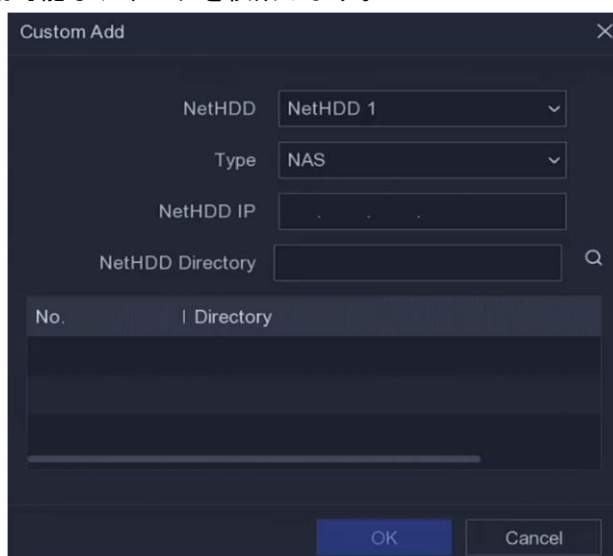 Custom Add
NetHDD NetHDD 1
Type NAS
NetHDD IP . . .
NetHDD Directory
No. Directory
OK Cancel